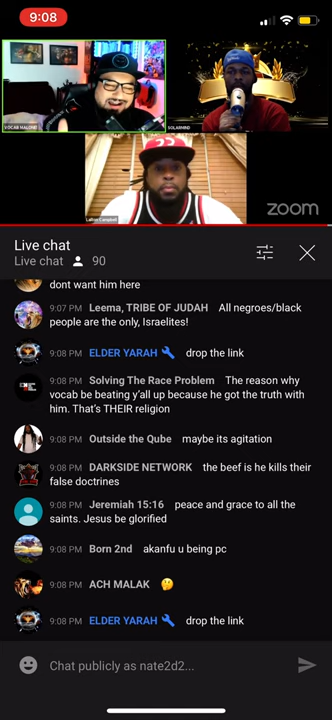 9:08
VOCAB MALONE
SOLARMIND
Lathan Campbell
zoom
Live chat
Live chat 90
dont want him here
9:07 PM Leema, TRIBE OF JUDAH All negroes/black
people are the only, Israelites!
9:08 PM ELDER YARAH drop the link
9:08 PM Solving The Race Problem The reason why
vocab be beating y'all up because he got the truth with
him. That's THEIR religion
9:08 PM Outside the Qube maybe its agitation
9:08 PM DARKSIDE NETWORK the beef is he kills their
false doctrines
9:08 PM Jeremiah 15:16 peace and grace to all the
saints. Jesus be glorified
9:08 PM Born 2nd akanfu u being pc
9:08 PM ACH MALAK 🤔
9:08 PM ELDER YARAH drop the link
Chat publicly as nate2d2...